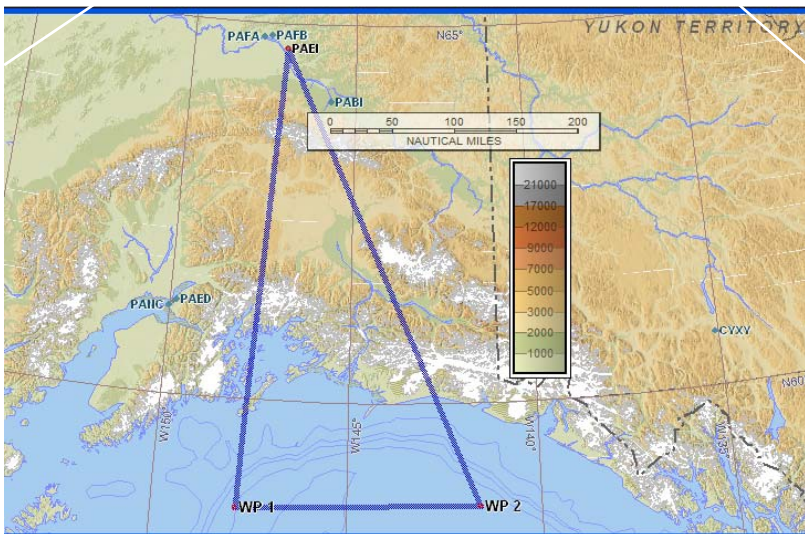 YUKON TERRITORY
PAFA PAFB
N65°
PAEI
PABI
0 50 100 150 200
NAUTICAL MILES
21000
17000
12000
9000
7000
5000
3000
2000
1000
PANC PAED
CYXY
N60
W150°
W145°
W140°
W135°
WP 1
WP 2